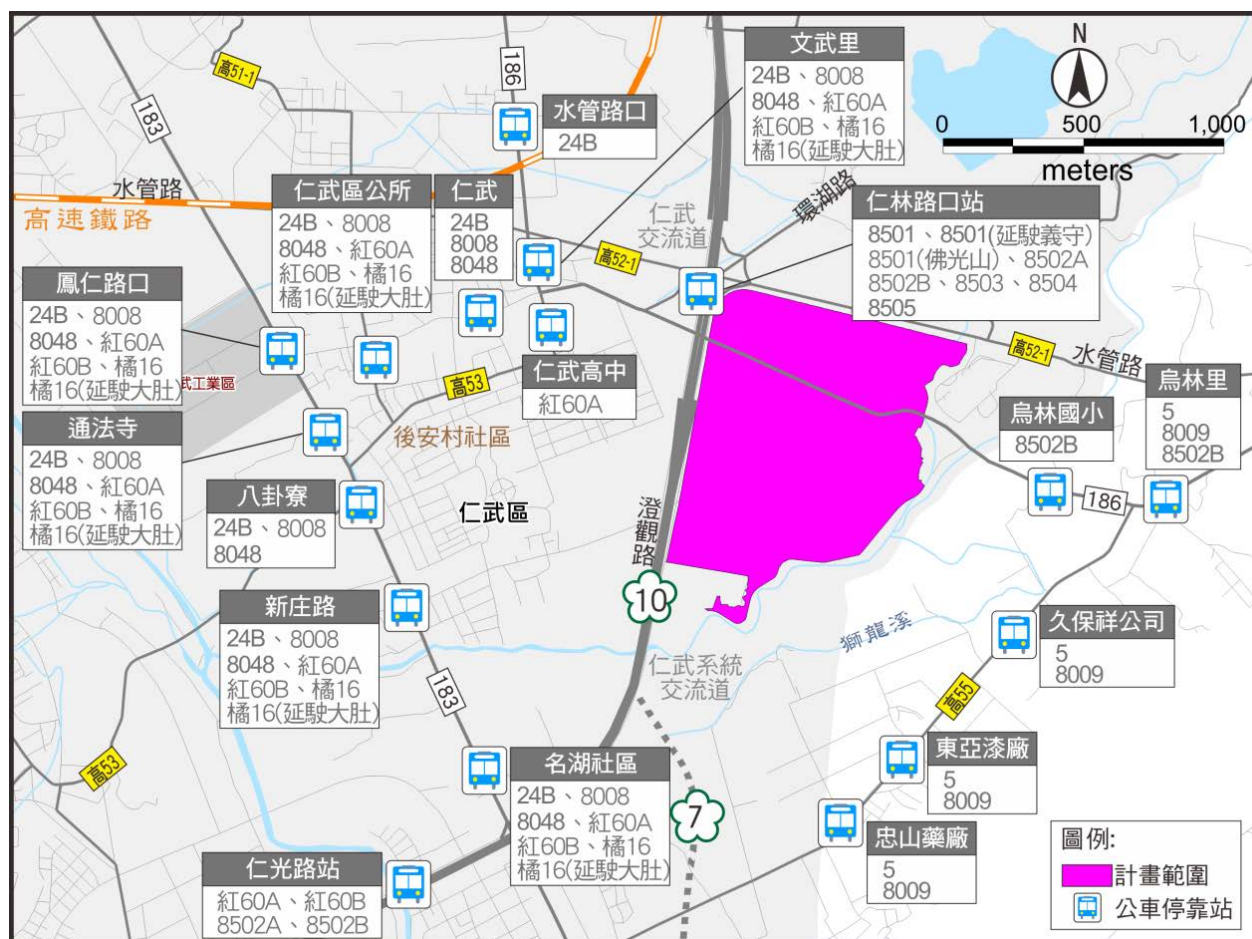 文武里
24B、8008
8048、紅60A
紅60B、橘16
橘16(延駛大肚)
N
0 500 1,000
meters
高51-1
186
183
水管路口
24B
水管路
高速鐵路
仁武區公所
24B、8008
8048、紅60A
紅60B、橘16
橘16(延駛大肚)
仁武
24B
8008
8048
仁武
交流道
環湖路
高52-1
仁林路口站
8501、8501(延駛義守)
8501(佛光山)、8502A
8502B、8503、8504
8505
鳳仁路口
24B、8008
8048、紅60A
紅60B、橘16
橘16(延駛大肚)
武工業區
高53
仁武高中
紅60A
高52-1
水管路
烏林國小
8502B
烏林里
5
8009
8502B
186
通法寺
24B、8008
8048、紅60A
紅60B、橘16
橘16(延駛大肚)
後安村社區
八卦寮
24B、8008
8048
仁武區
澄觀路
10
新庄路
24B、8008
8048、紅60A
紅60B、橘16
橘16(延駛大肚)
183
仁武系統
交流道
獅龍溪
久保祥公司
5
8009
高55
高53
名湖社區
24B、8008
8048、紅60A
紅60B、橘16
橘16(延駛大肚)
7
東亞漆廠
5
8009
忠山藥廠
5
8009
仁光路站
紅60A、紅60B
8502A、8502B
圖例:
計畫範圍
公車停靠站